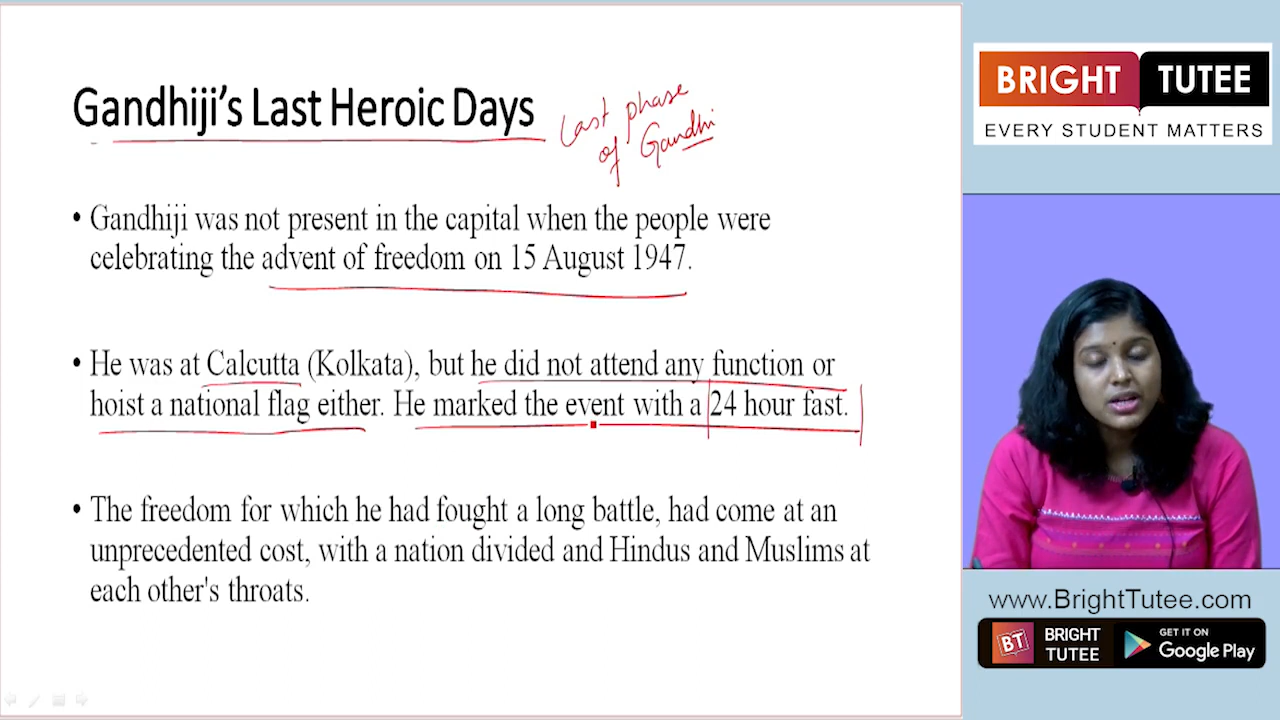 Gandhiji's Last Heroic Days
Last phase
of Gandhi
• Gandhiji was not present in the capital when the people were
celebrating the advent of freedom on 15 August 1947.
• He was at Calcutta (Kolkata), but he did not attend any function or
hoist a national flag either. He marked the event with a 24 hour fast.
• The freedom for which he had fought a long battle, had come at an
unprecedented cost, with a nation divided and Hindus and Muslims at
each other's throats.
BRIGHT TUTEE
EVERY STUDENT MATTERS
www.BrightTutee.com
BT
BRIGHT
TUTEE
GET IT ON
Google Play